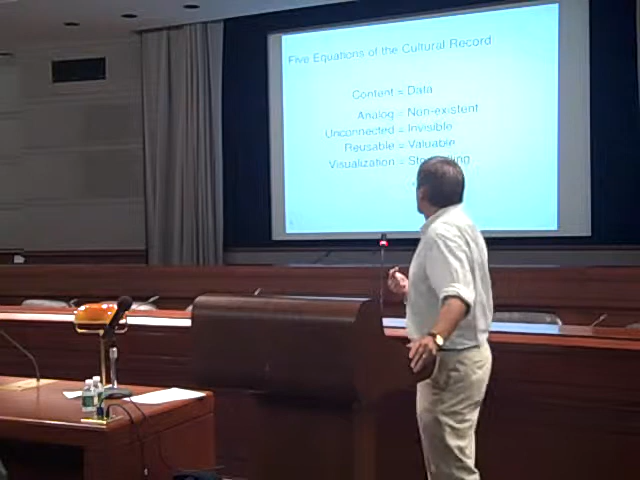 Five Equations of the Cultural Record
Content = Data
Analog = Non-existent
Unconnected = Invisible
Reusable = Valuable
Visualization =